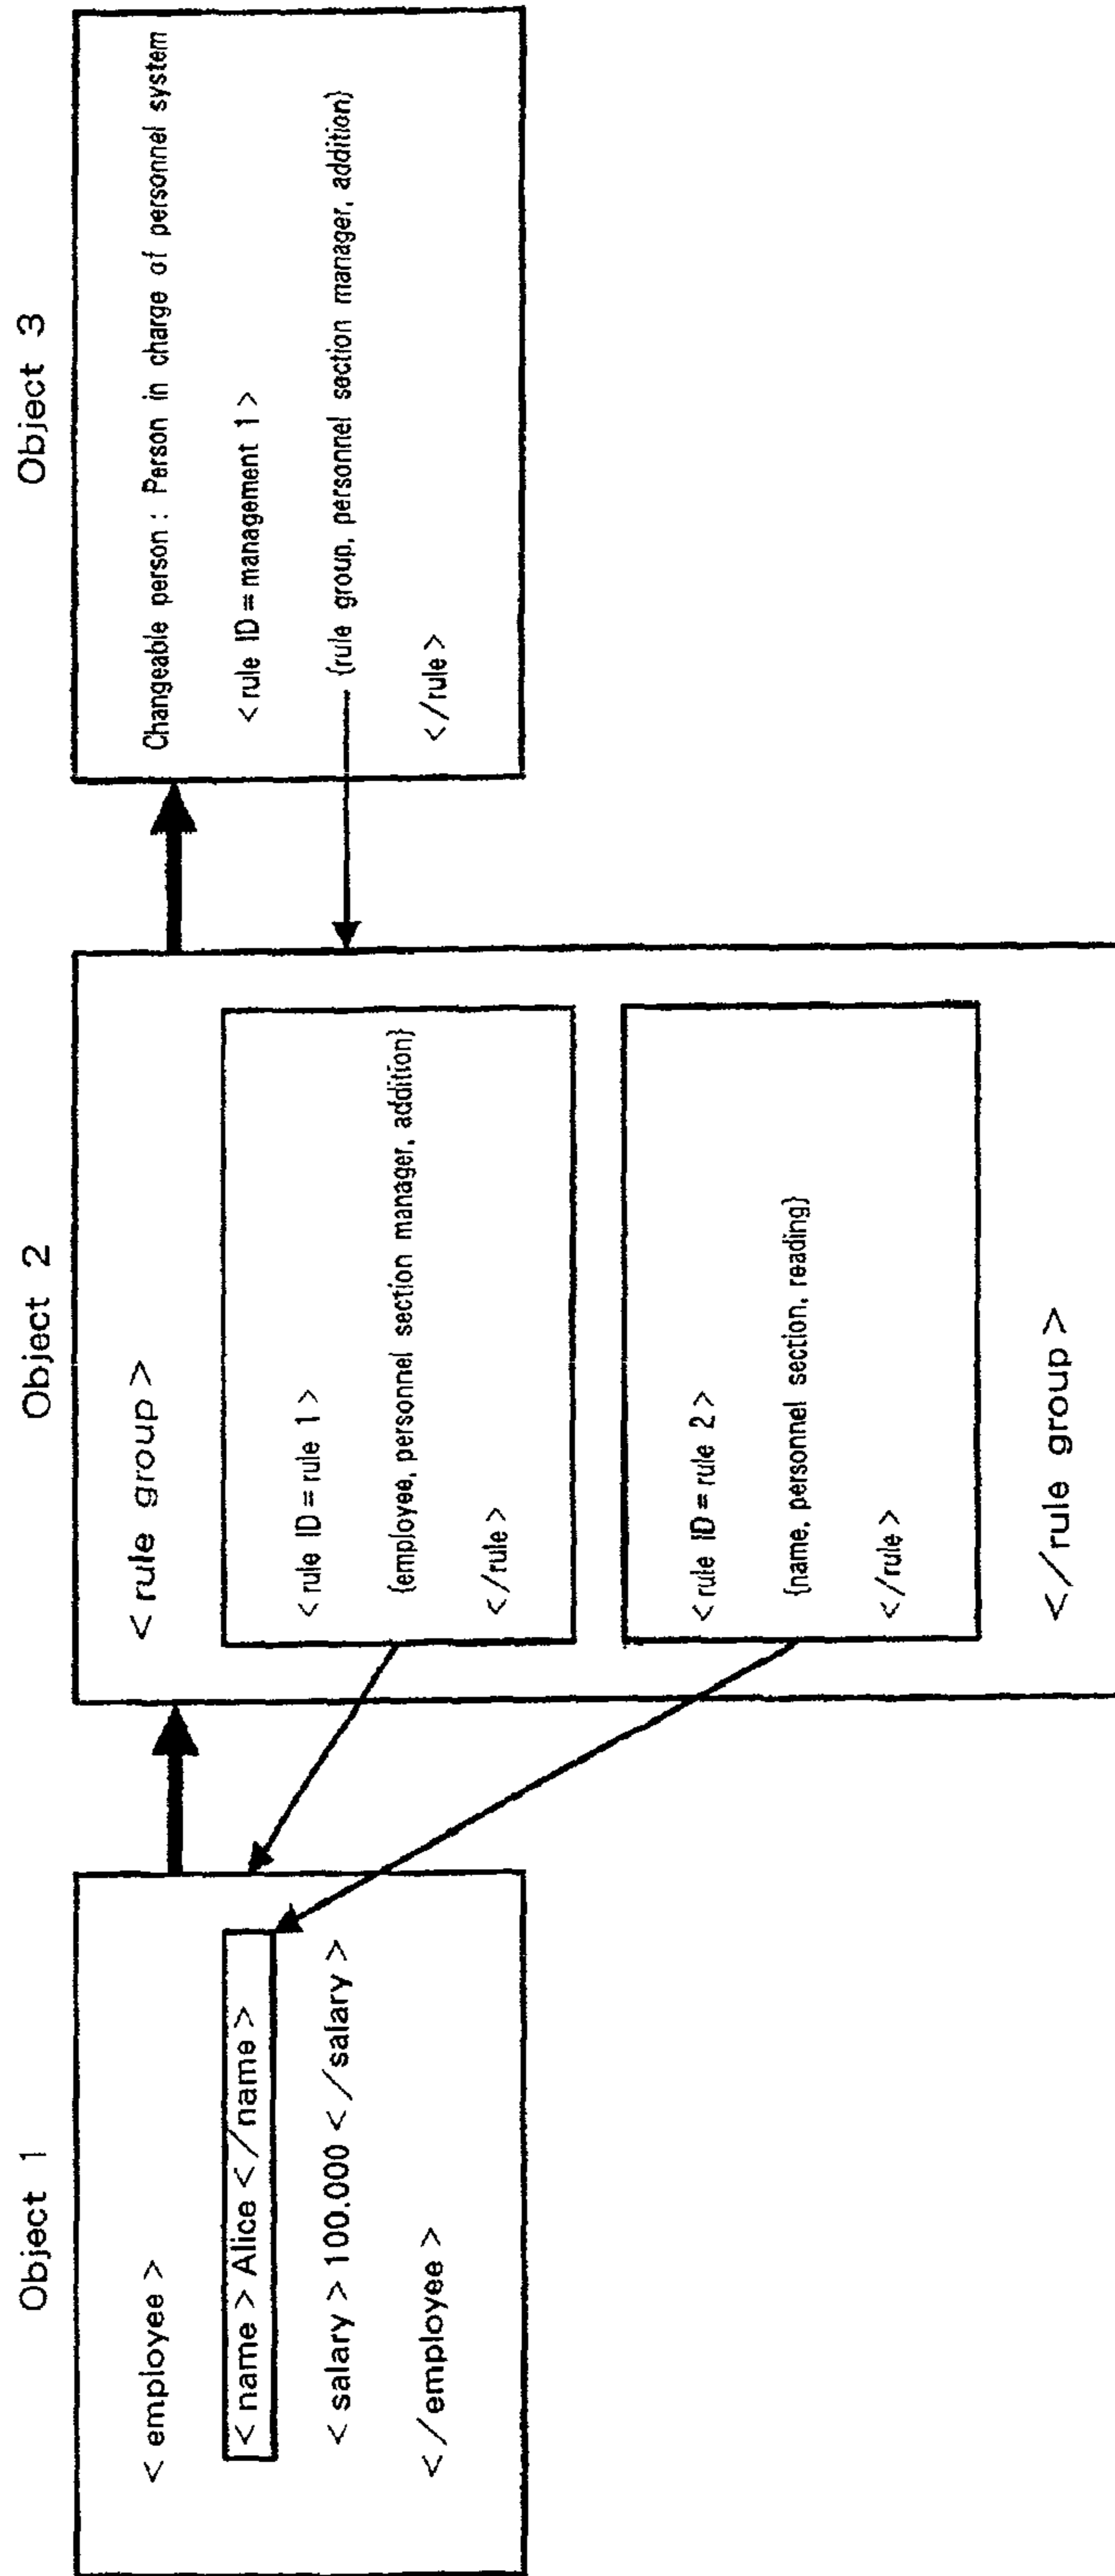 Object 1
< employee >
< name > Alice < /name >
< salary > 100.000 < /salary >
< /employee >
Object 2
< rule group >
< rule ID = rule 1 >
{employee, personnel section manager, addition}
< /rule >
< rule ID = rule 2 >
{name, personnel section, reading}
< /rule >
< /rule group >
Object 3
Changeable person : Person in charge of personnel system
< rule ID = management 1 >
{rule group, personnel section manager, addition}
< /rule >